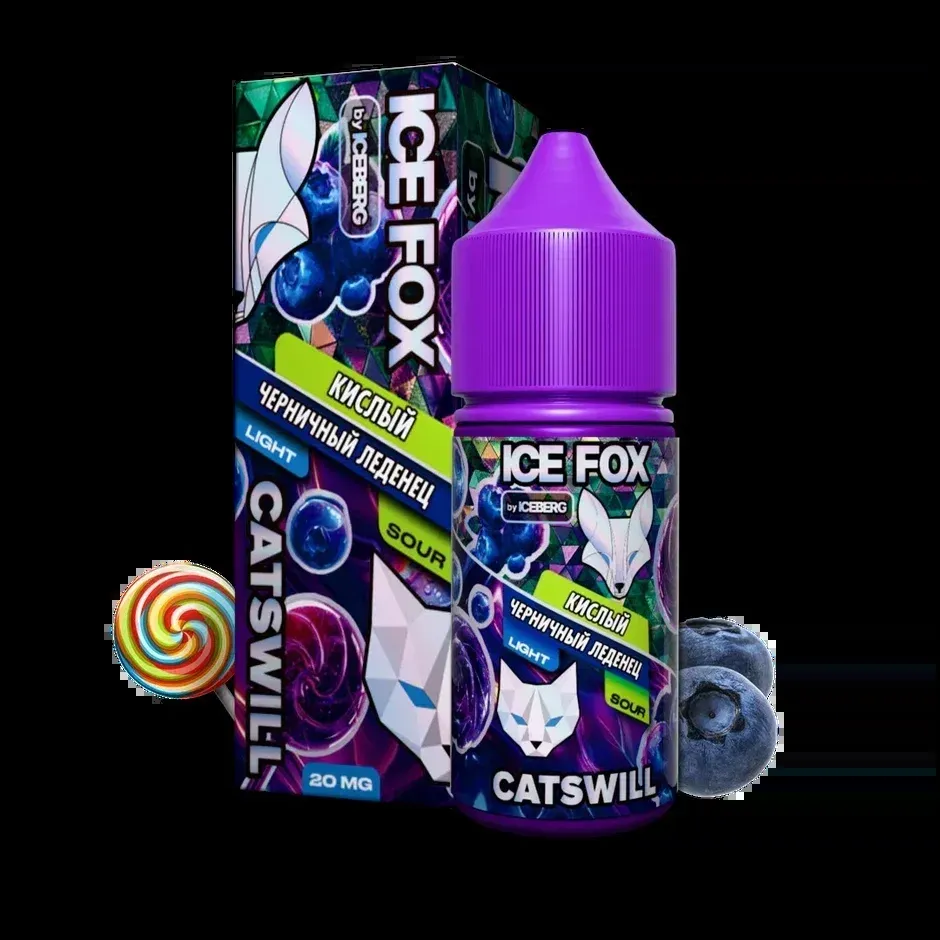 ICE FOX
by ICEBERG
КИСЛЫЙ
ЧЕРНИЧНЫЙ ЛЕДЕНЕЦ
LIGHT
SOUR
CATSWILL
20 MG
by
ICE FOX
by ICEBERG
КИСЛЫЙ
ЧЕРНИЧНЫЙ ЛЕДЕНЕЦ
LIGHT
SOUR
CATSWILL